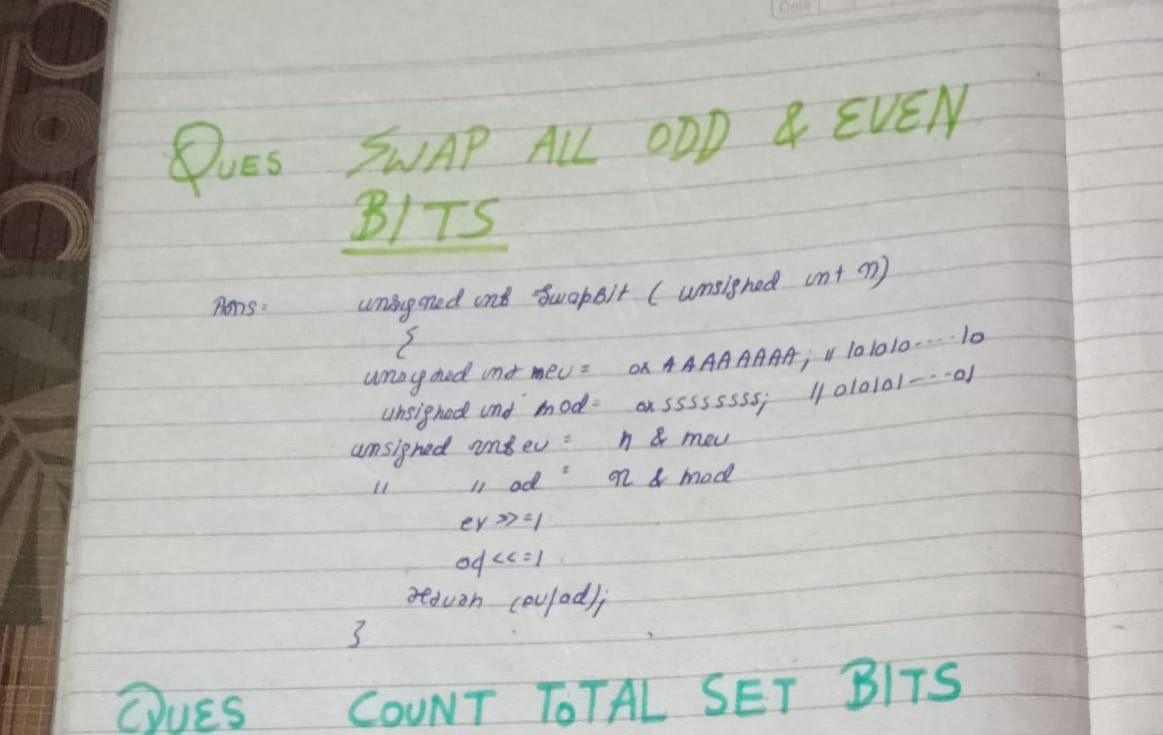 Date
QUES SWAP ALL ODD & EVEN
BITS
Ans: unsigned int SwapBit ( unsigned int n)
{
unsigned int mev = 0x AAAAAAAA; // 101010----10
unsigned int mod = 0x 55555555; // 010101---01
unsigned int ev = n & mev
" " od = n & mod
ev >>=1
od <<=1
return (ev|od);
}
QUES COUNT TOTAL SET BITS